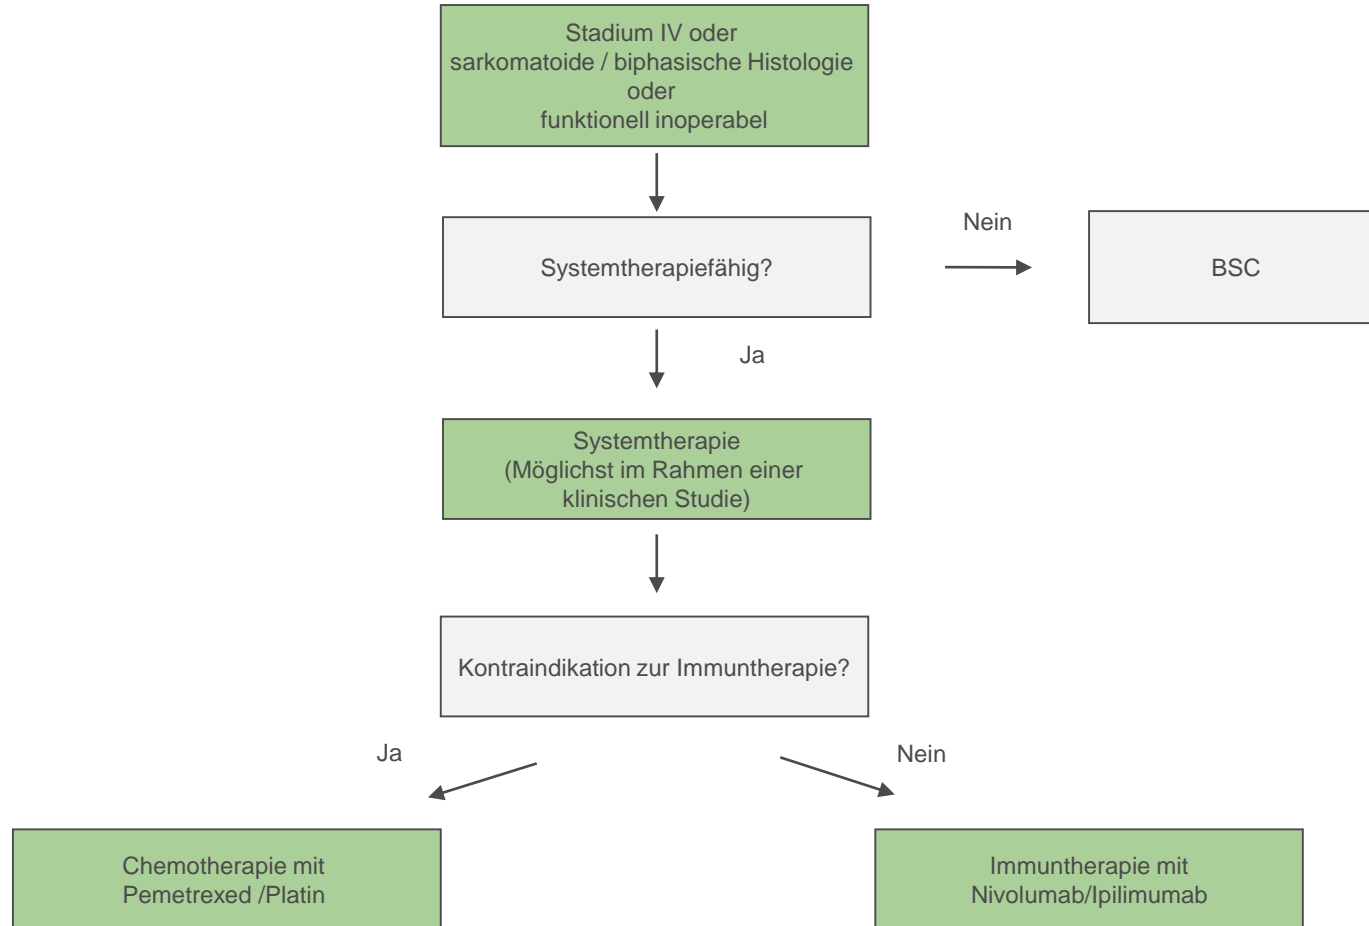 Stadium IV oder
sarkomatoide / biphasische Histologie
oder
funktionell inoperabel
Nein
Systemtherapiefähig?
BSC
Ja
Systemtherapie
(Möglichst im Rahmen einer
klinischen Studie)
Kontraindikation zur Immuntherapie?
Ja
Nein
Chemotherapie mit
Pemetrexed /Platin
Immuntherapie mit
Nivolumab/Ipilimumab